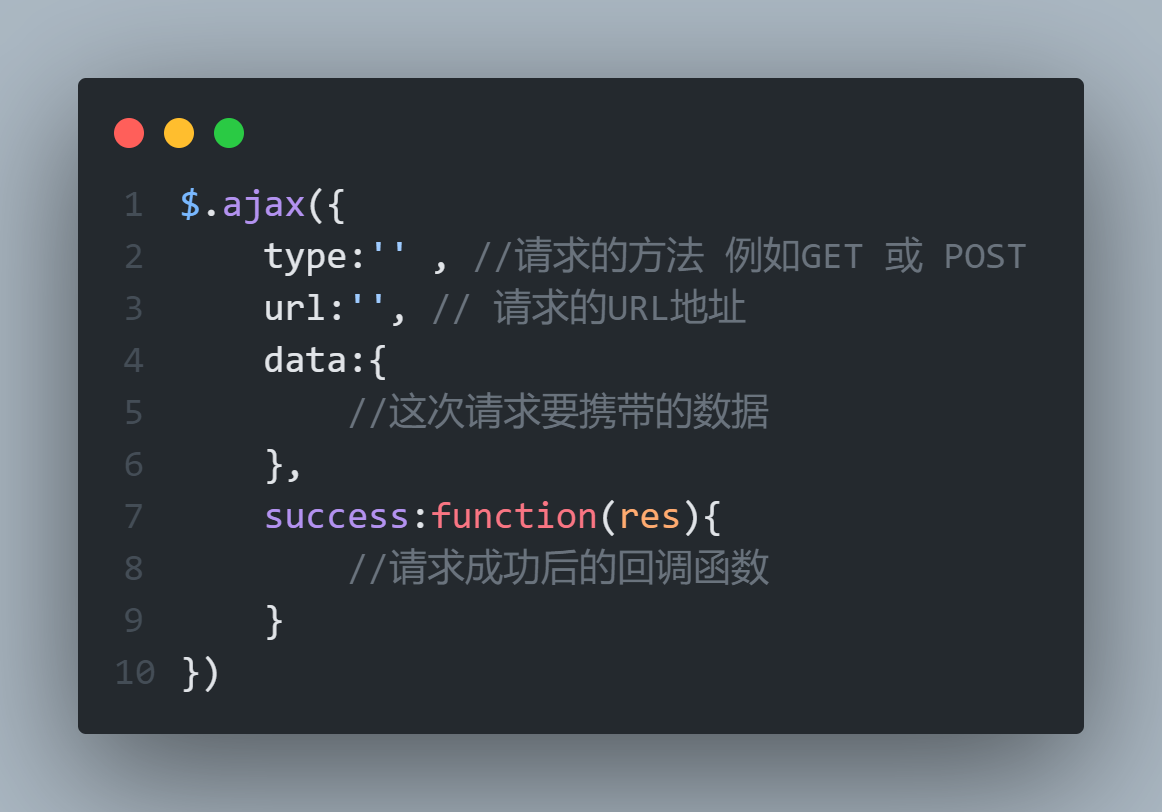 1 $.ajax({
2     type:'' , //请求的方法 例如GET 或 POST
3     url:'', // 请求的URL地址
4     data:{
5         //这次请求要携带的数据
6     },
7     success:function(res){
8         //请求成功后的回调函数
9     }
10 })